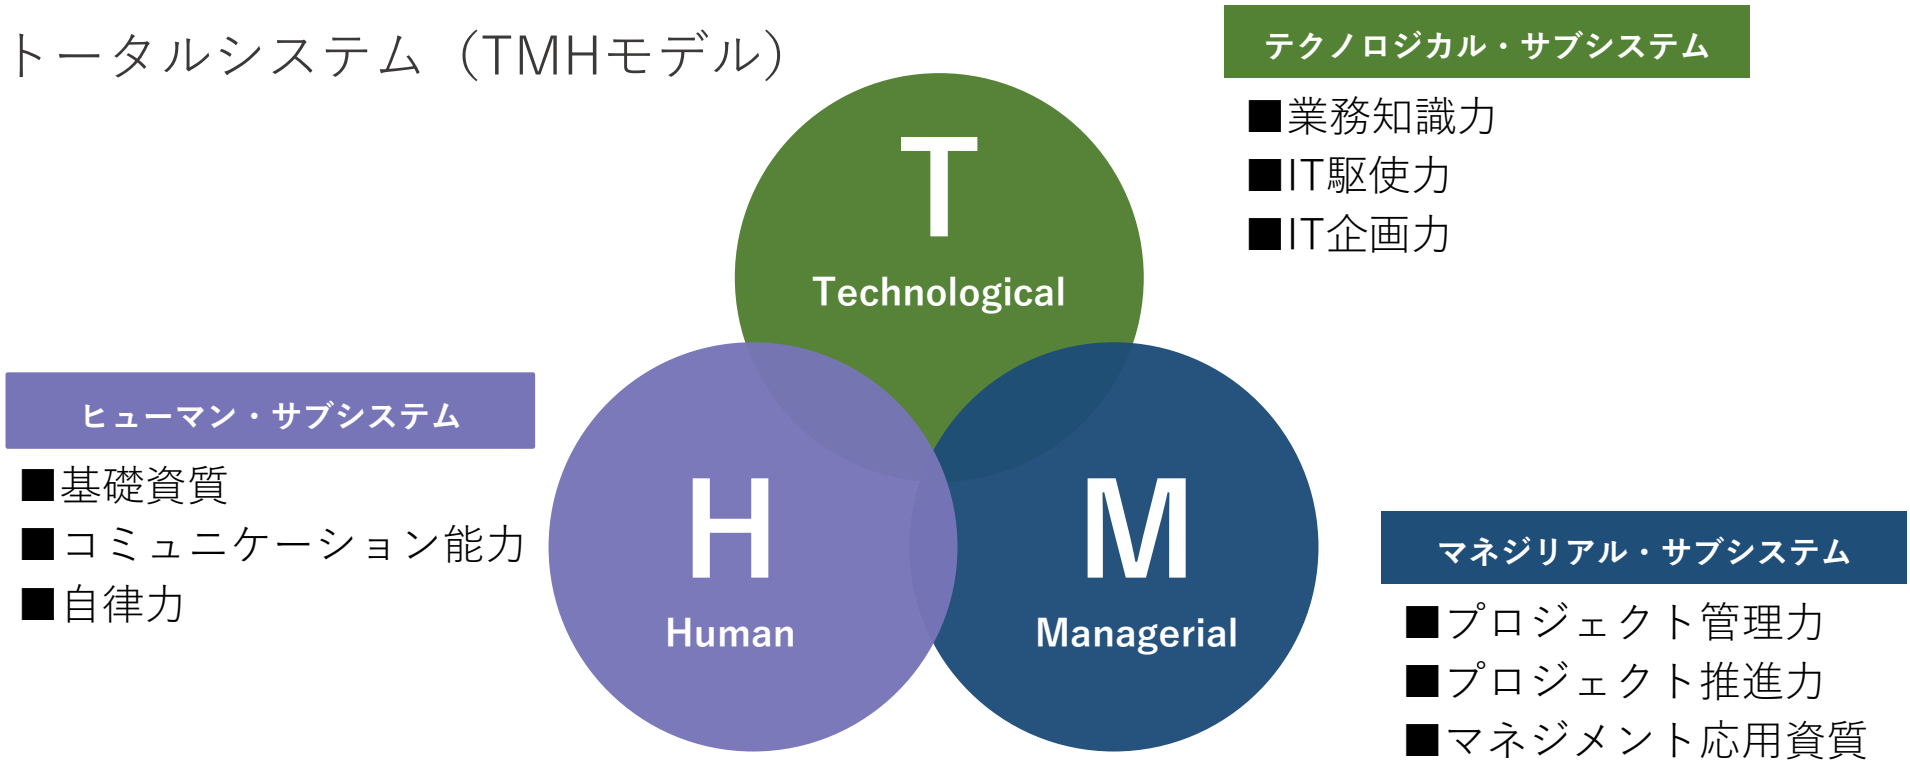 トータルシステム（TMHモデル）
テクノロジカル・サブシステム
■業務知識力
■IT駆使力
■IT企画力
T
Technological
ヒューマン・サブシステム
■基礎資質
■コミュニケーション能力
■自律力
H
Human
M
Managerial
マネジリアル・サブシステム
■プロジェクト管理力
■プロジェクト推進力
■マネジメント応用資質